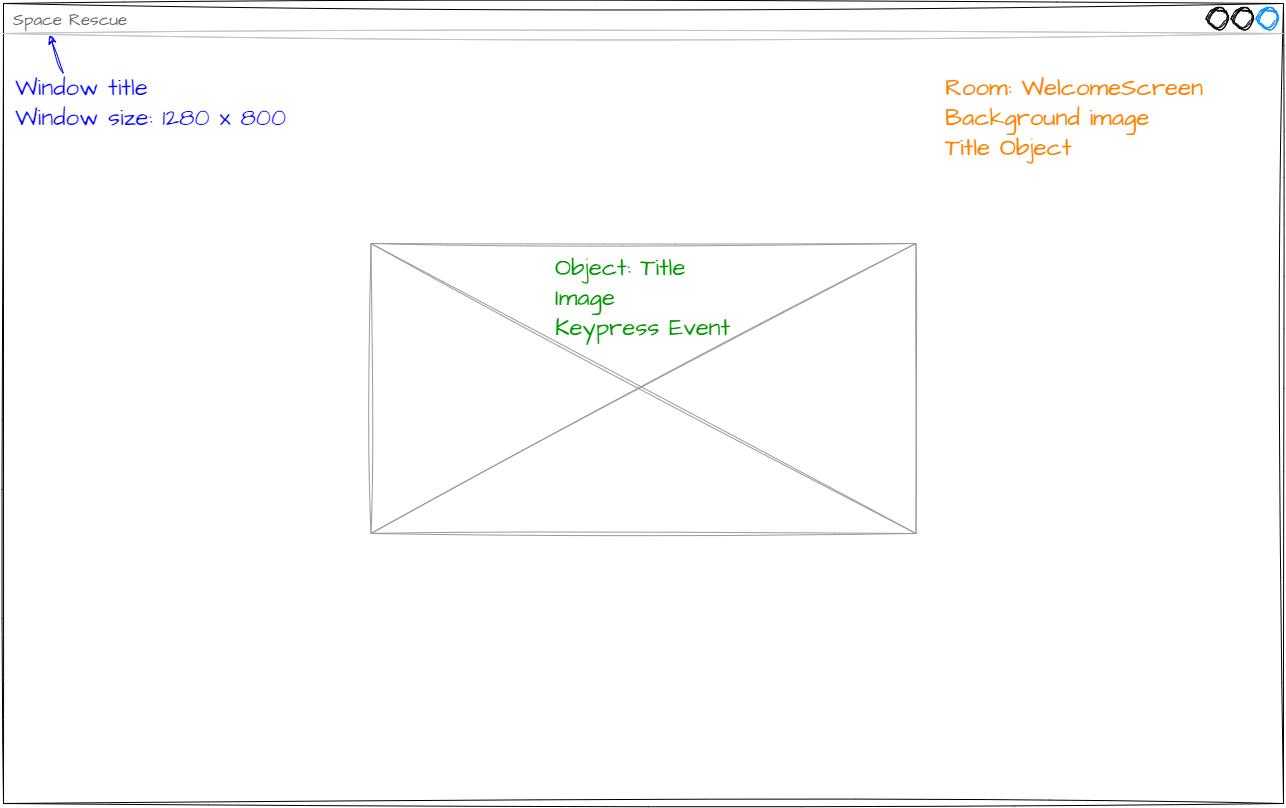 Space Rescue
Window title
Window size: 1280 x 800
Room: WelcomeScreen
Background image
Title Object
Object: Title
Image
Keypress Event